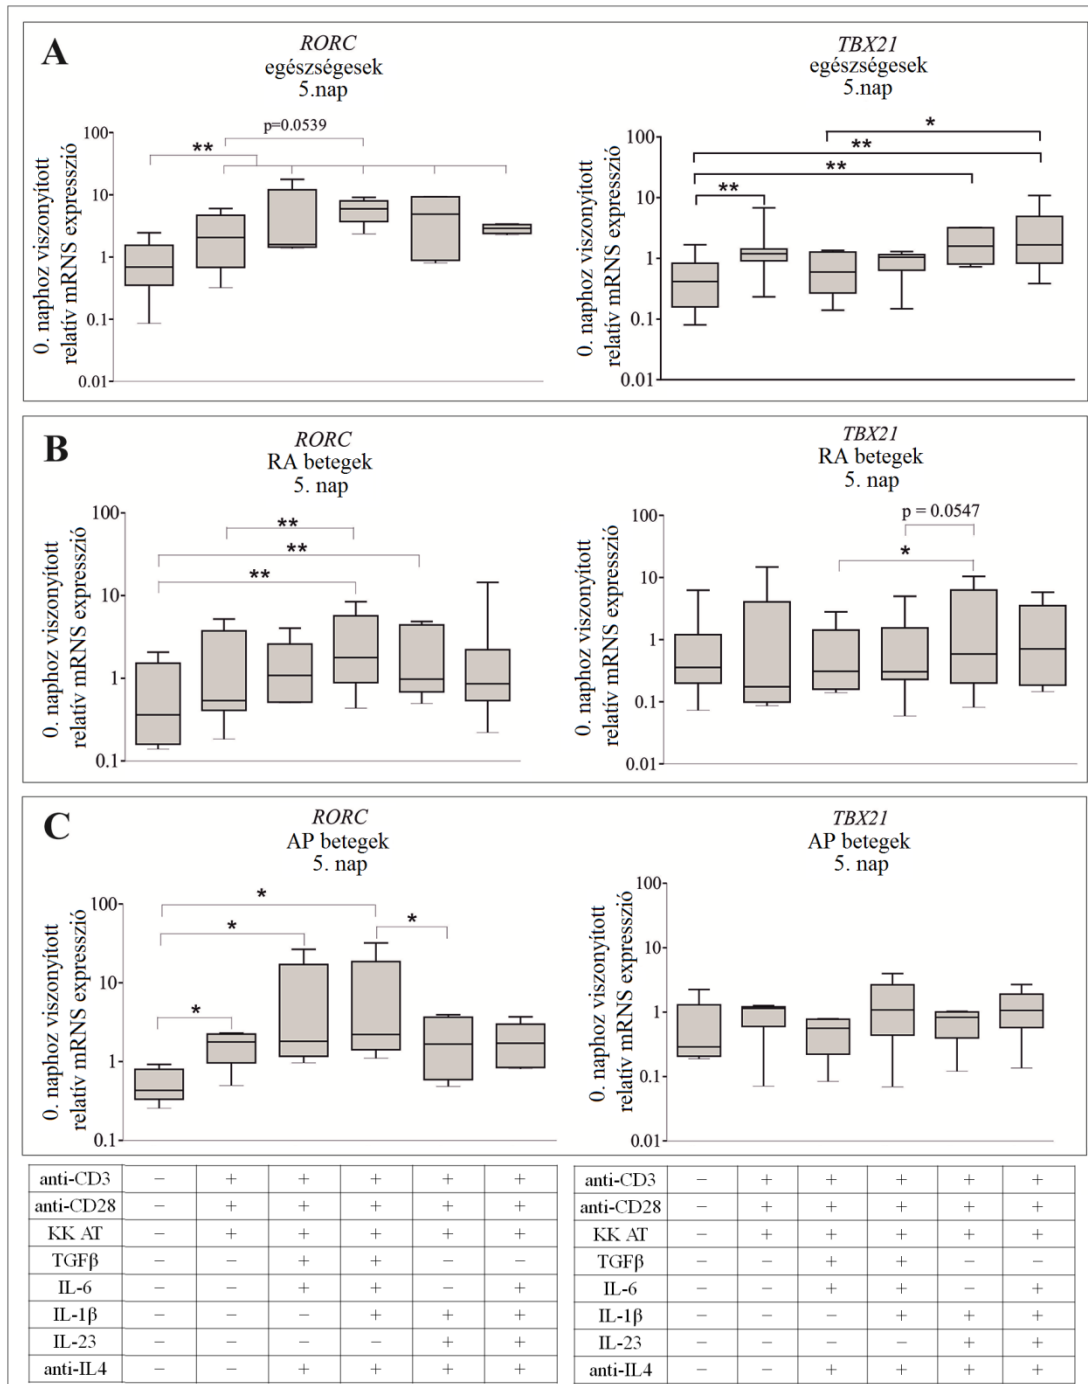 A
RORC
egészségesek
5.nap
p=0.0539
**
0. naphoz viszonyított
relatív mRNS expresszió
100
10
1
0.1
0.01
TBX21
egészségesek
5.nap
*
**
**
**
0. naphoz viszonyított
relatív mRNS expresszió
100
10
1
0.1
0.01
B
RORC
RA betegek
5. nap
**
**
**
0. naphoz viszonyított
relatív mRNS expresszió
100
10
1
0.1
TBX21
RA betegek
5. nap
p = 0.0547
*
0. naphoz viszonyított
relatív mRNS expresszió
100
10
1
0.1
0.01
C
RORC
AP betegek
5. nap
*
*
*
*
0. naphoz viszonyított
relatív mRNS expresszió
100
10
1
0.1
TBX21
AP betegek
5. nap
0. naphoz viszonyított
relatív mRNS expresszió
100
10
1
0.1
0.01
anti-CD3 − + + + + +
anti-CD28 − + + + + +
KK AT − + + + + +
TGFβ − − + + − −
IL-6 − − + + − +
IL-1β − − − + + +
IL-23 − − − − + +
anti-IL4 − − + + + +
anti-CD3 − + + + + +
anti-CD28 − + + + + +
KK AT − + + + + +
TGFβ − − + + − −
IL-6 − − + + − +
IL-1β − − − + + +
IL-23 − − − − + +
anti-IL4 − − + + + +